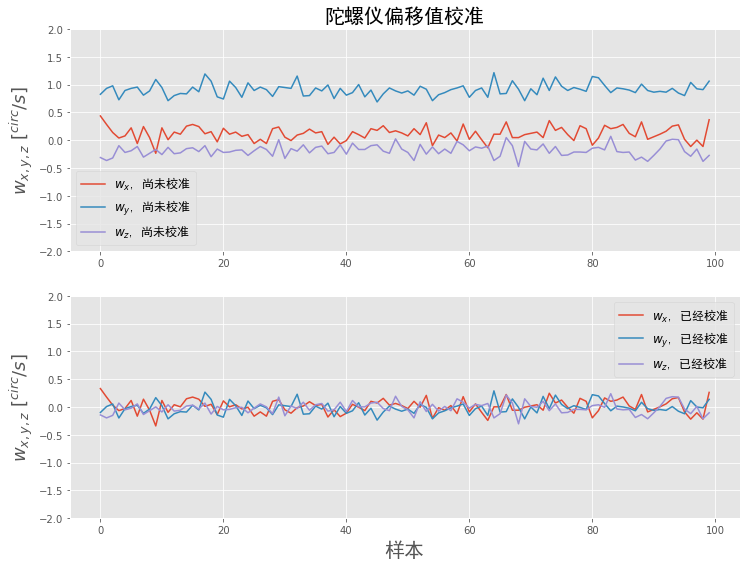 陀螺仪偏移值校准
w_{x,y,z} [^{circ}/s]
2.0
1.5
1.0
0.5
0.0
−0.5
−1.0
−1.5
−2.0
w_x, 尚未校准
w_y, 尚未校准
w_z, 尚未校准
0 20 40 60 80 100
w_{x,y,z} [^{circ}/s]
2.0
1.5
1.0
0.5
0.0
−0.5
−1.0
−1.5
−2.0
w_x, 已经校准
w_y, 已经校准
w_z, 已经校准
0 20 40 60 80 100
样本